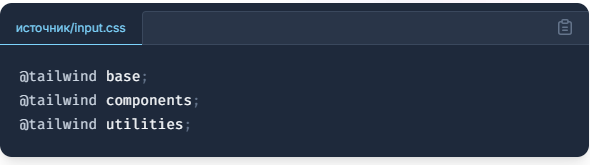 источник/input.css
@tailwind base;
@tailwind components;
@tailwind utilities;